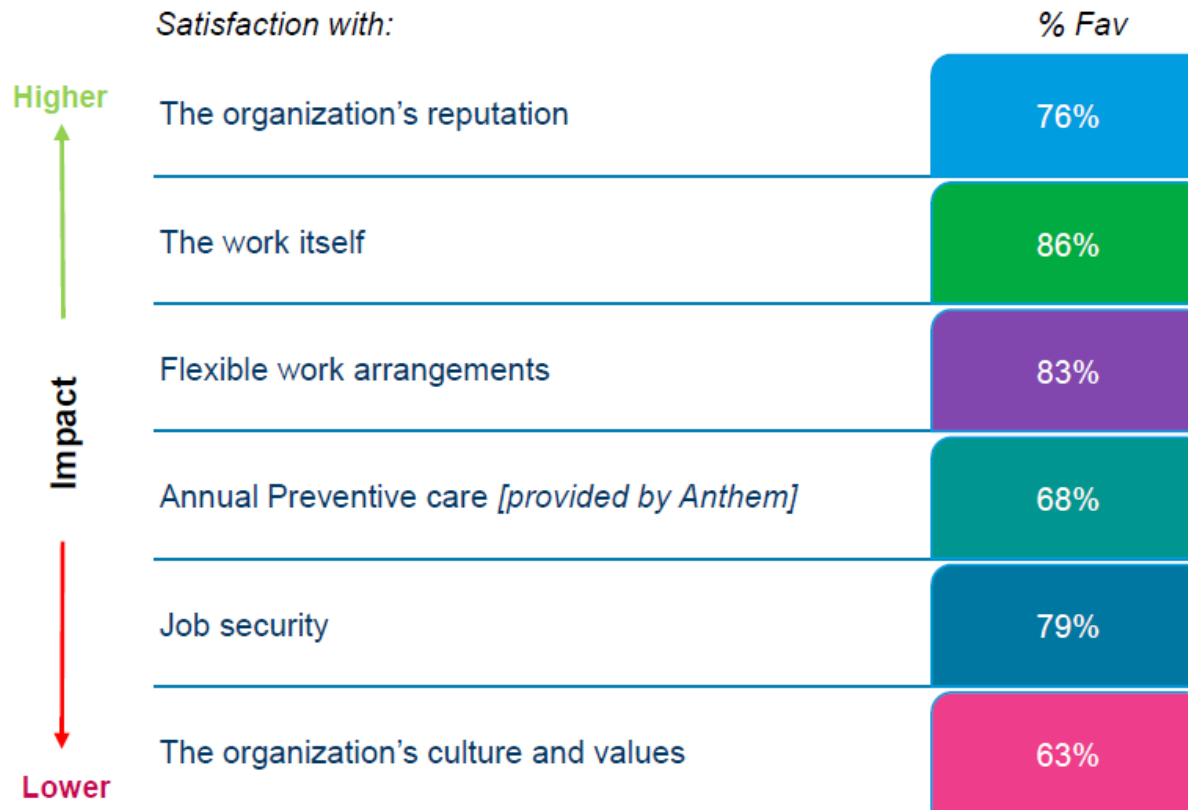 Satisfaction with: % Fav
Higher
The organization's reputation 76%
The work itself 86%
Flexible work arrangements 83%
Impact
Annual Preventive care [provided by Anthem] 68%
Job security 79%
The organization's culture and values 63%
Lower